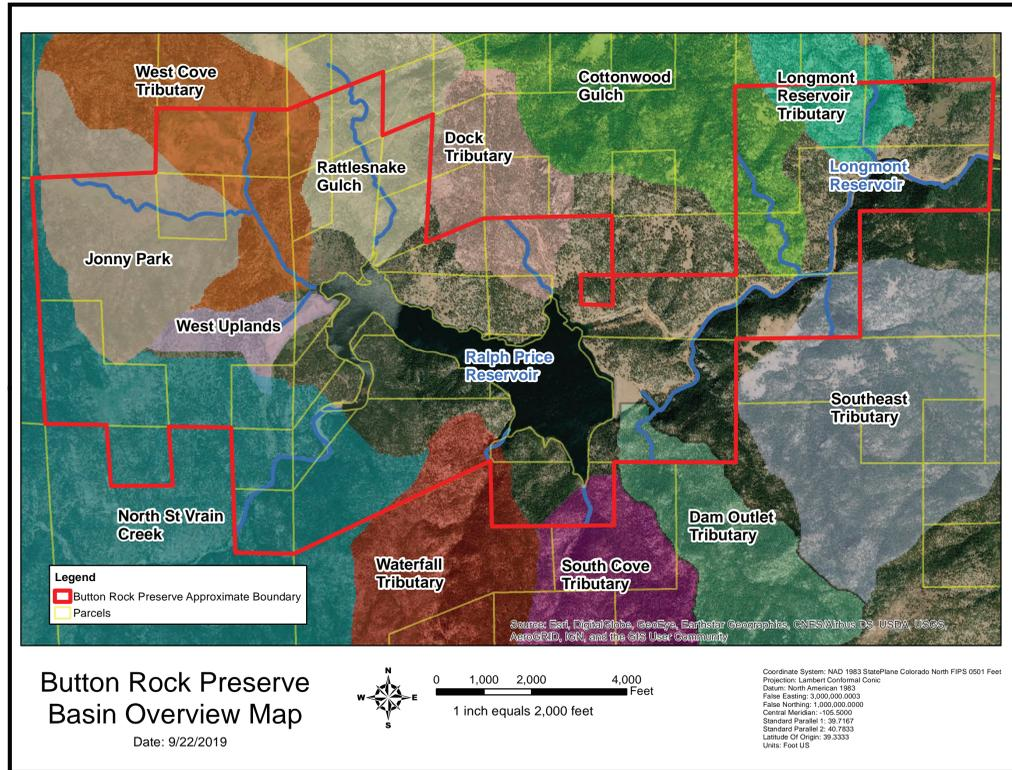 West Cove
Tributary
Cottonwood
Gulch
Longmont
Reservoir
Tributary
Dock
Tributary
Rattlesnake
Gulch
Longmont
Reservoir
Jonny Park
West Uplands
Ralph Price
Reservoir
Southeast
Tributary
North St Vrain
Creek
Dam Outlet
Tributary
Waterfall
Tributary
South Cove
Tributary
Legend
Button Rock Preserve Approximate Boundary
Parcels
Source: Esri, DigitalGlobe, GeoEye, Earthstar Geographics, CNES/Airbus DS, USDA, USGS,
AeroGRID, IGN, and the GIS User Community
Button Rock Preserve
Basin Overview Map
Date: 9/22/2019
N
W E
S
0 1,000 2,000 4,000
Feet
1 inch equals 2,000 feet
Coordinate System: NAD 1983 StatePlane Colorado North FIPS 0501 Feet
Projection: Lambert Conformal Conic
Datum: North American 1983
False Easting: 3,000,000.0003
False Northing: 1,000,000.0000
Central Meridian: -105.5000
Standard Parallel 1: 39.7167
Standard Parallel 2: 40.7833
Latitude Of Origin: 39.3333
Units: Foot US